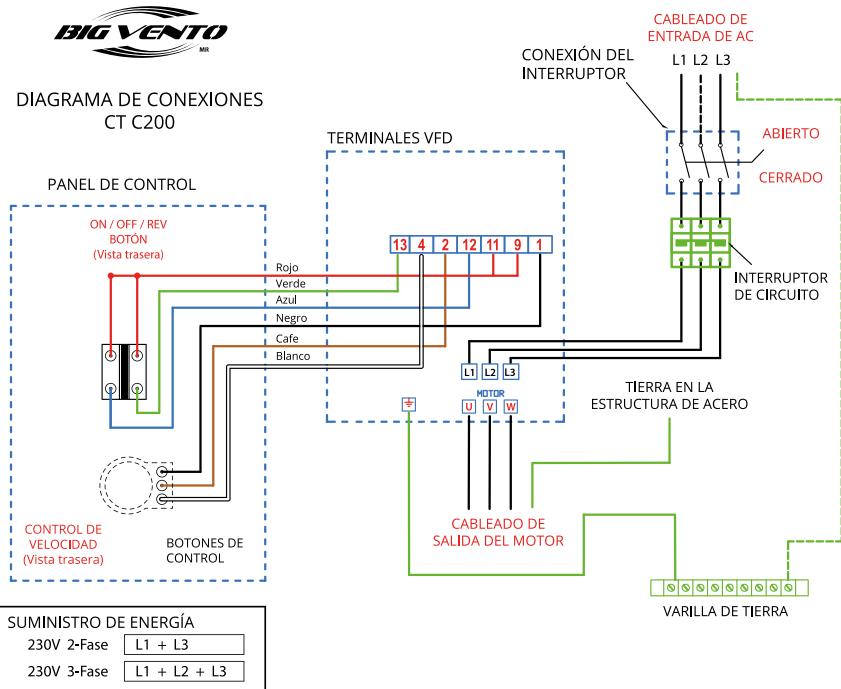 BIG VENTO
MR
DIAGRAMA DE CONEXIONES
CT C200
CABLEADO DE
ENTRADA DE AC
L1 L2 L3
CONEXIÓN DEL
INTERRUPTOR
ABIERTO
CERRADO
INTERRUPTOR
DE CIRCUITO
TERMINALES VFD
13 4 2 12 11 9 1
PANEL DE CONTROL
ON / OFF / REV
BOTÓN
(Vista trasera)
Rojo
Verde
Azul
Negro
Cafe
Blanco
L1 L2 L3
MOTOR
U V W
TIERRA EN LA
ESTRUCTURA DE ACERO
CABLEADO DE
SALIDA DEL MOTOR
CONTROL DE
VELOCIDAD
(Vista trasera)
BOTONES DE
CONTROL
VARILLA DE TIERRA
SUMINISTRO DE ENERGÍA
230V 2-Fase L1 + L3
230V 3-Fase L1 + L2 + L3